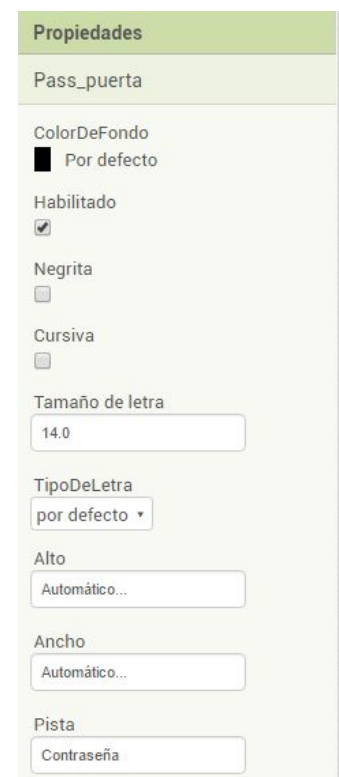 Propiedades
Pass_puerta
ColorDeFondo
Por defecto
Habilitado
Negrita
Cursiva
Tamaño de letra
14.0
TipoDeLetra
por defecto
Alto
Automático...
Ancho
Automático...
Pista
Contraseña